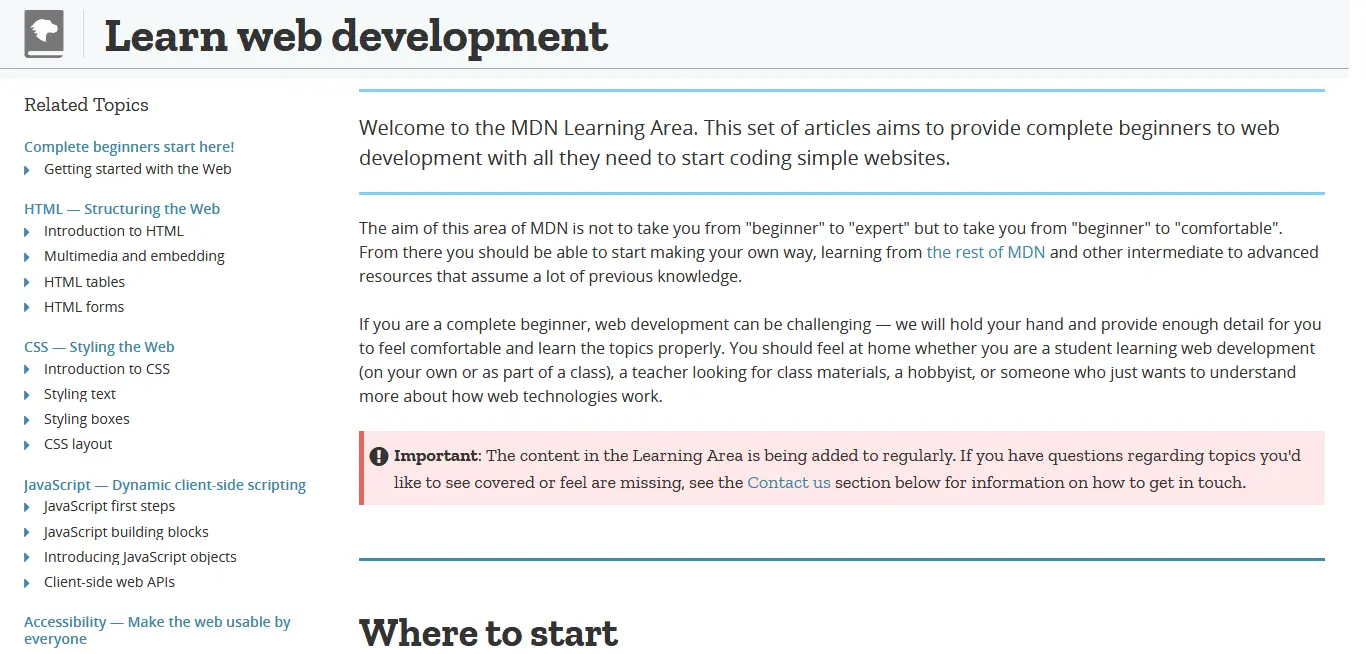 Learn web development
Related Topics
Complete beginners start here!
Getting started with the Web
HTML — Structuring the Web
Introduction to HTML
Multimedia and embedding
HTML tables
HTML forms
CSS — Styling the Web
Introduction to CSS
Styling text
Styling boxes
CSS layout
JavaScript — Dynamic client-side scripting
JavaScript first steps
JavaScript building blocks
Introducing JavaScript objects
Client-side web APIs
Accessibility — Make the web usable by
everyone
Welcome to the MDN Learning Area. This set of articles aims to provide complete beginners to web
development with all they need to start coding simple websites.
The aim of this area of MDN is not to take you from "beginner" to "expert" but to take you from "beginner" to "comfortable".
From there you should be able to start making your own way, learning from the rest of MDN and other intermediate to advanced
resources that assume a lot of previous knowledge.
If you are a complete beginner, web development can be challenging — we will hold your hand and provide enough detail for you
to feel comfortable and learn the topics properly. You should feel at home whether you are a student learning web development
(on your own or as part of a class), a teacher looking for class materials, a hobbyist, or someone who just wants to understand
more about how web technologies work.
Important: The content in the Learning Area is being added to regularly. If you have questions regarding topics you'd
like to see covered or feel are missing, see the Contact us section below for information on how to get in touch.
Where to start